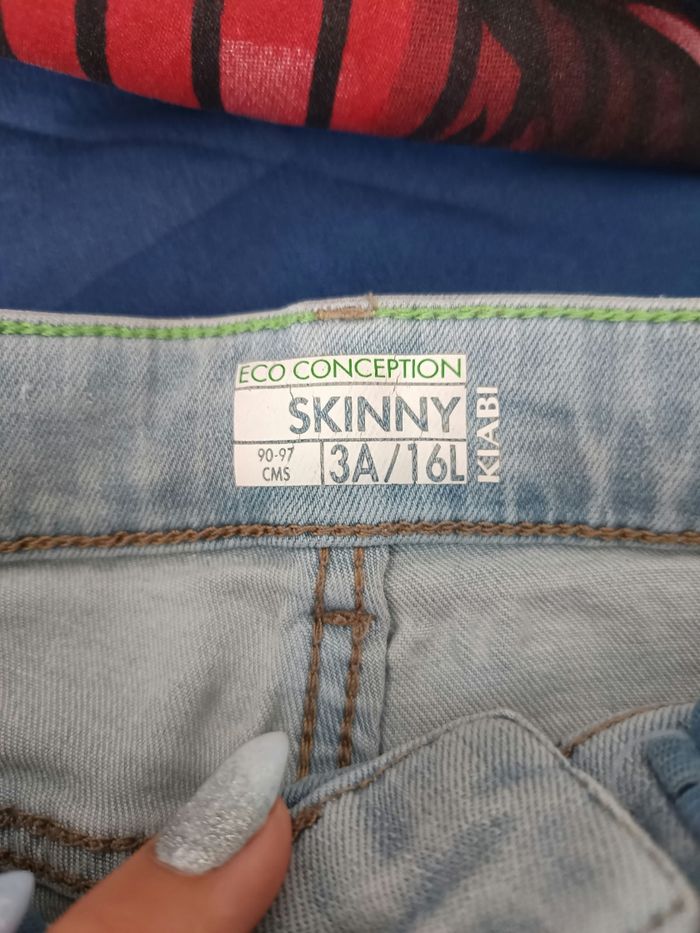 ECO CONCEPTION
SKINNY
90-97
CMS
3A/16L
KIABI